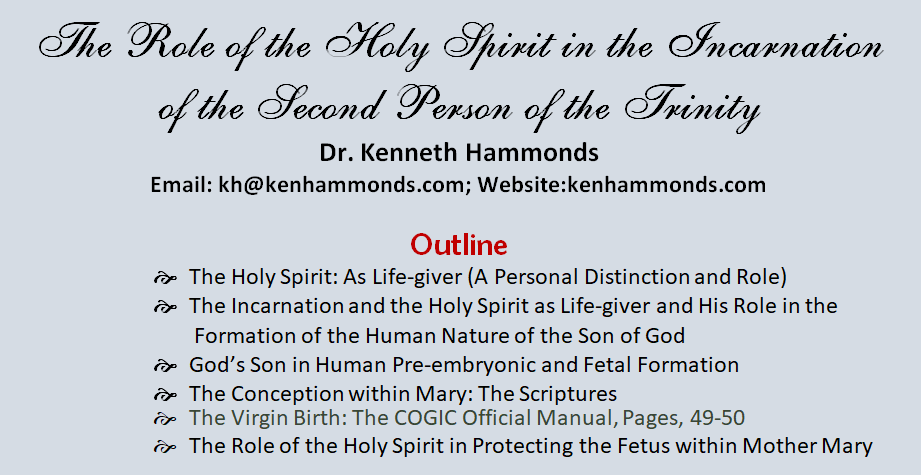 The Role of the Holy Spirit in the Incarnation
of the Second Person of the Trinity
Dr. Kenneth Hammonds
Email: kh@kenhammonds.com; Website:kenhammonds.com
Outline
The Holy Spirit: As Life-giver (A Personal Distinction and Role)
The Incarnation and the Holy Spirit as Life-giver and His Role in the
Formation of the Human Nature of the Son of God
God's Son in Human Pre-embryonic and Fetal Formation
The Conception within Mary: The Scriptures
The Virgin Birth: The COGIC Official Manual, Pages, 49-50
The Role of the Holy Spirit in Protecting the Fetus within Mother Mary